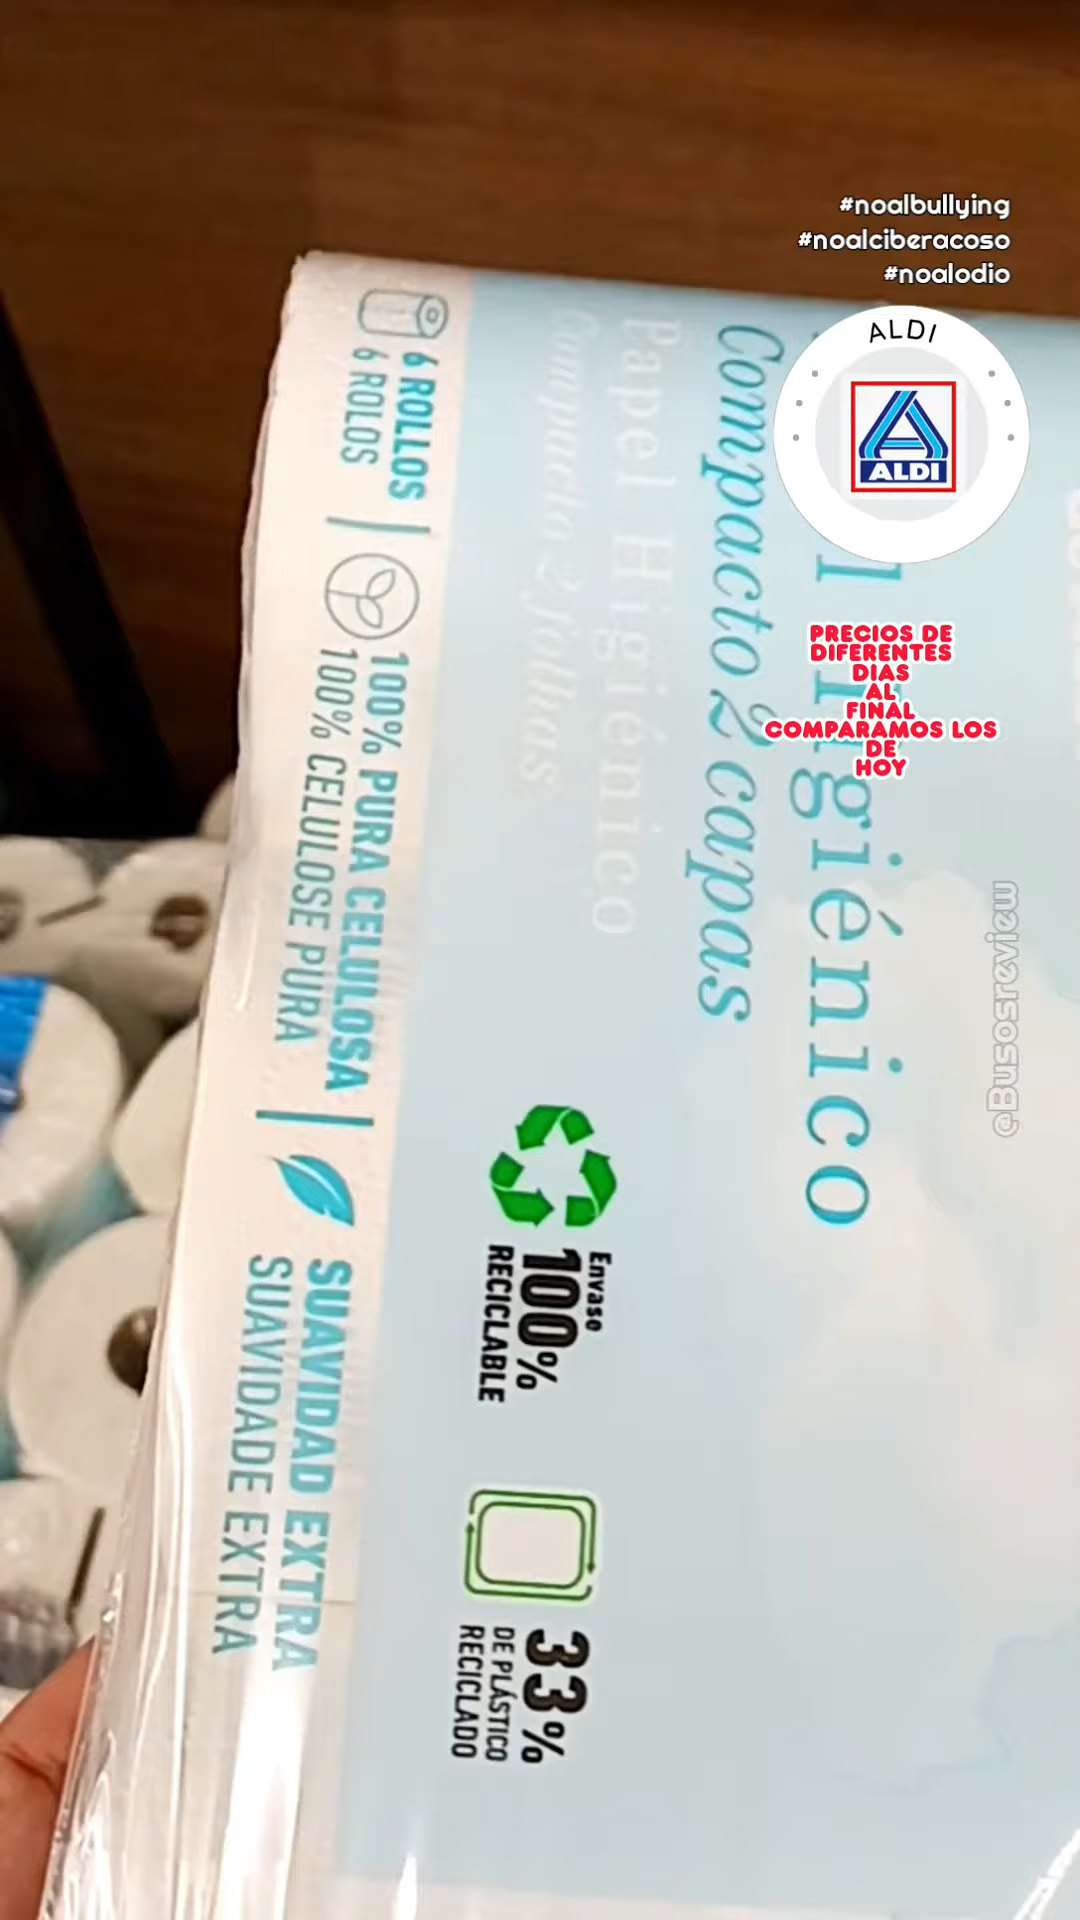 #noalbullying
#noalciberacoso
#noalodio
ALDI
ALDI
PRECIOS DE
DIFERENTES
DIAS
AL
FINAL
COMPARAMOS LOS
DE
HOY
@Busosreview
Higiénico
Compacto 2 capas
Papel Higiénico
Compacto 2 folhas
6 ROLLOS
6 ROLOS
100% PURA CELULOSA
100% CELULOSE PURA
SUAVIDAD EXTRA
SUAVIDADE EXTRA
Envase
100%
RECICLABLE
33%
DE PLÁSTICO
RECICLADO